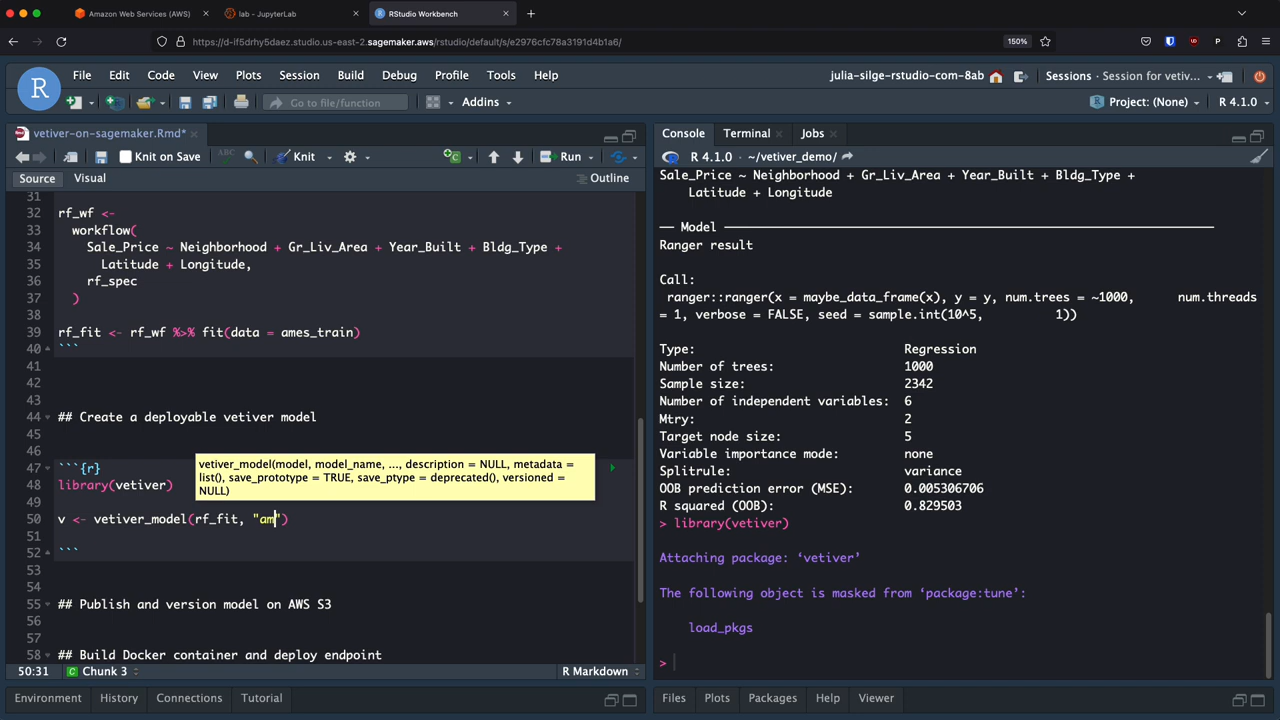 Amazon Web Services (AWS)
lab - JupyterLab
RStudio Workbench
https://d-if5drhy5daez.studio.us-east-2.sagemaker.aws/rstudio/default/s/e2976cfc78a3191d4b1a6/
150%
R
File Edit Code View Plots Session Build Debug Profile Tools Help
julia-silge-rstudio-com-8ab
Sessions Session for vetiv...
Go to file/function
Addins
Project: (None)
R 4.1.0
vetiver-on-sagemaker.Rmd*
Knit on Save
ABC
Knit
Run
Source Visual
Outline
31
32 rf_wf <-
33 workflow(
34 Sale_Price ~ Neighborhood + Gr_Liv_Area + Year_Built + Bldg_Type +
35 Latitude + Longitude,
36 rf_spec
37 )
38
39 rf_fit <- rf_wf %>% fit(data = ames_train)
40 ```
41
42
43
44 ## Create a deployable vetiver model
45
46
47 ```{r}
vetiver_model(model, model_name, ..., description = NULL, metadata =
list(), save_prototype = TRUE, save_ptype = deprecated(), versioned =
NULL)
48 library(vetiver)
49
50 v <- vetiver_model(rf_fit, "am")
51
52 ```
53
54
55 ## Publish and version model on AWS S3
56
57
58 ## Build Docker container and deploy endpoint
50:31 Chunk 3 R Markdown
Environment History Connections Tutorial
Console Terminal Jobs
R 4.1.0 · ~/vetiver_demo/
Sale_Price ~ Neighborhood + Gr_Liv_Area + Year_Built + Bldg_Type +
Latitude + Longitude
── Model ──
Ranger result
Call:
ranger::ranger(x = maybe_data_frame(x), y = y, num.trees = ~1000, num.threads
= 1, verbose = FALSE, seed = sample.int(10^5, 1))
Type: Regression
Number of trees: 1000
Sample size: 2342
Number of independent variables: 6
Mtry: 2
Target node size: 5
Variable importance mode: none
Splitrule: variance
OOB prediction error (MSE): 0.005306706
R squared (OOB): 0.829503
> library(vetiver)
Attaching package: ‘vetiver’
The following object is masked from ‘package:tune’:
load_pkgs
>
Files Plots Packages Help Viewer